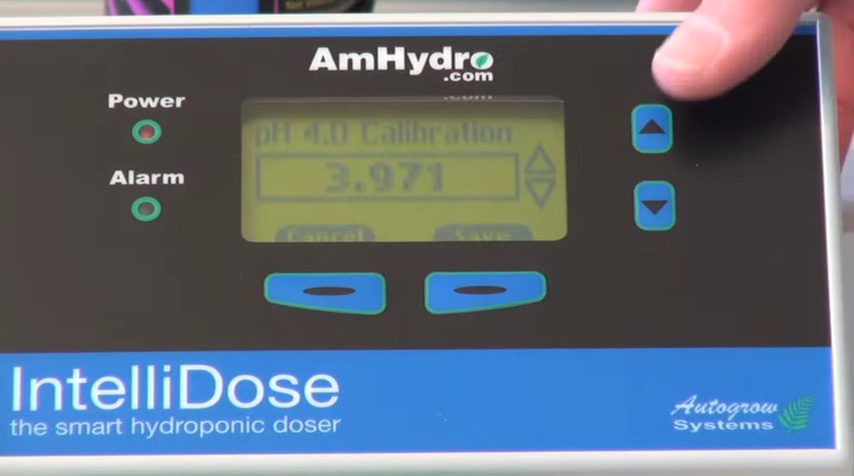 AmHydro
.com
Power
Alarm
pH 4.0 Calibration
3.971
Cancel
Save
IntelliDose
the smart hydroponic doser
Autogrow
Systems